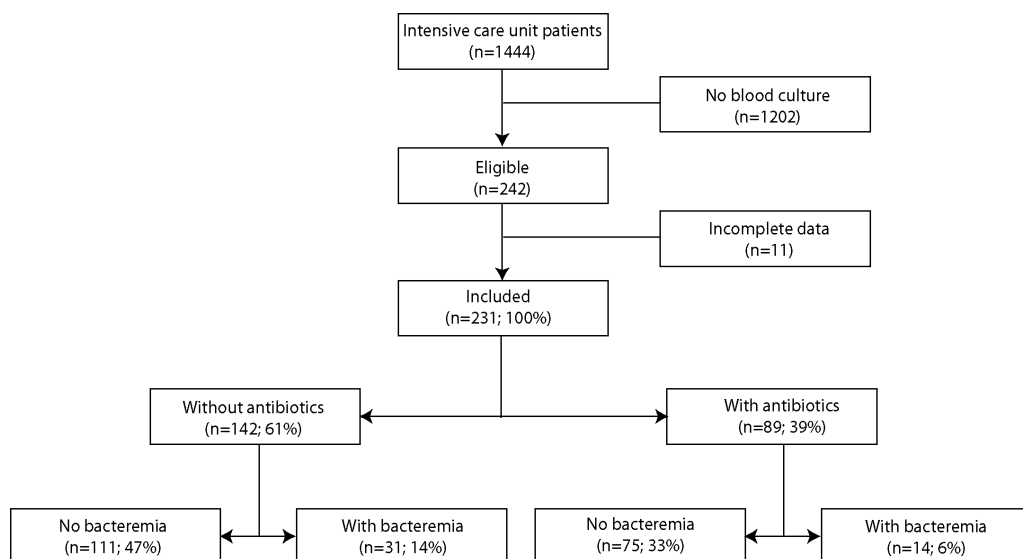 Intensive care unit patients
(n=1444)
No blood culture
(n=1202)
Eligible
(n=242)
Incomplete data
(n=11)
Included
(n=231; 100%)
Without antibiotics
(n=142; 61%)
With antibiotics
(n=89; 39%)
No bacteremia
(n=111; 47%)
With bacteremia
(n=31; 14%)
No bacteremia
(n=75; 33%)
With bacteremia
(n=14; 6%)